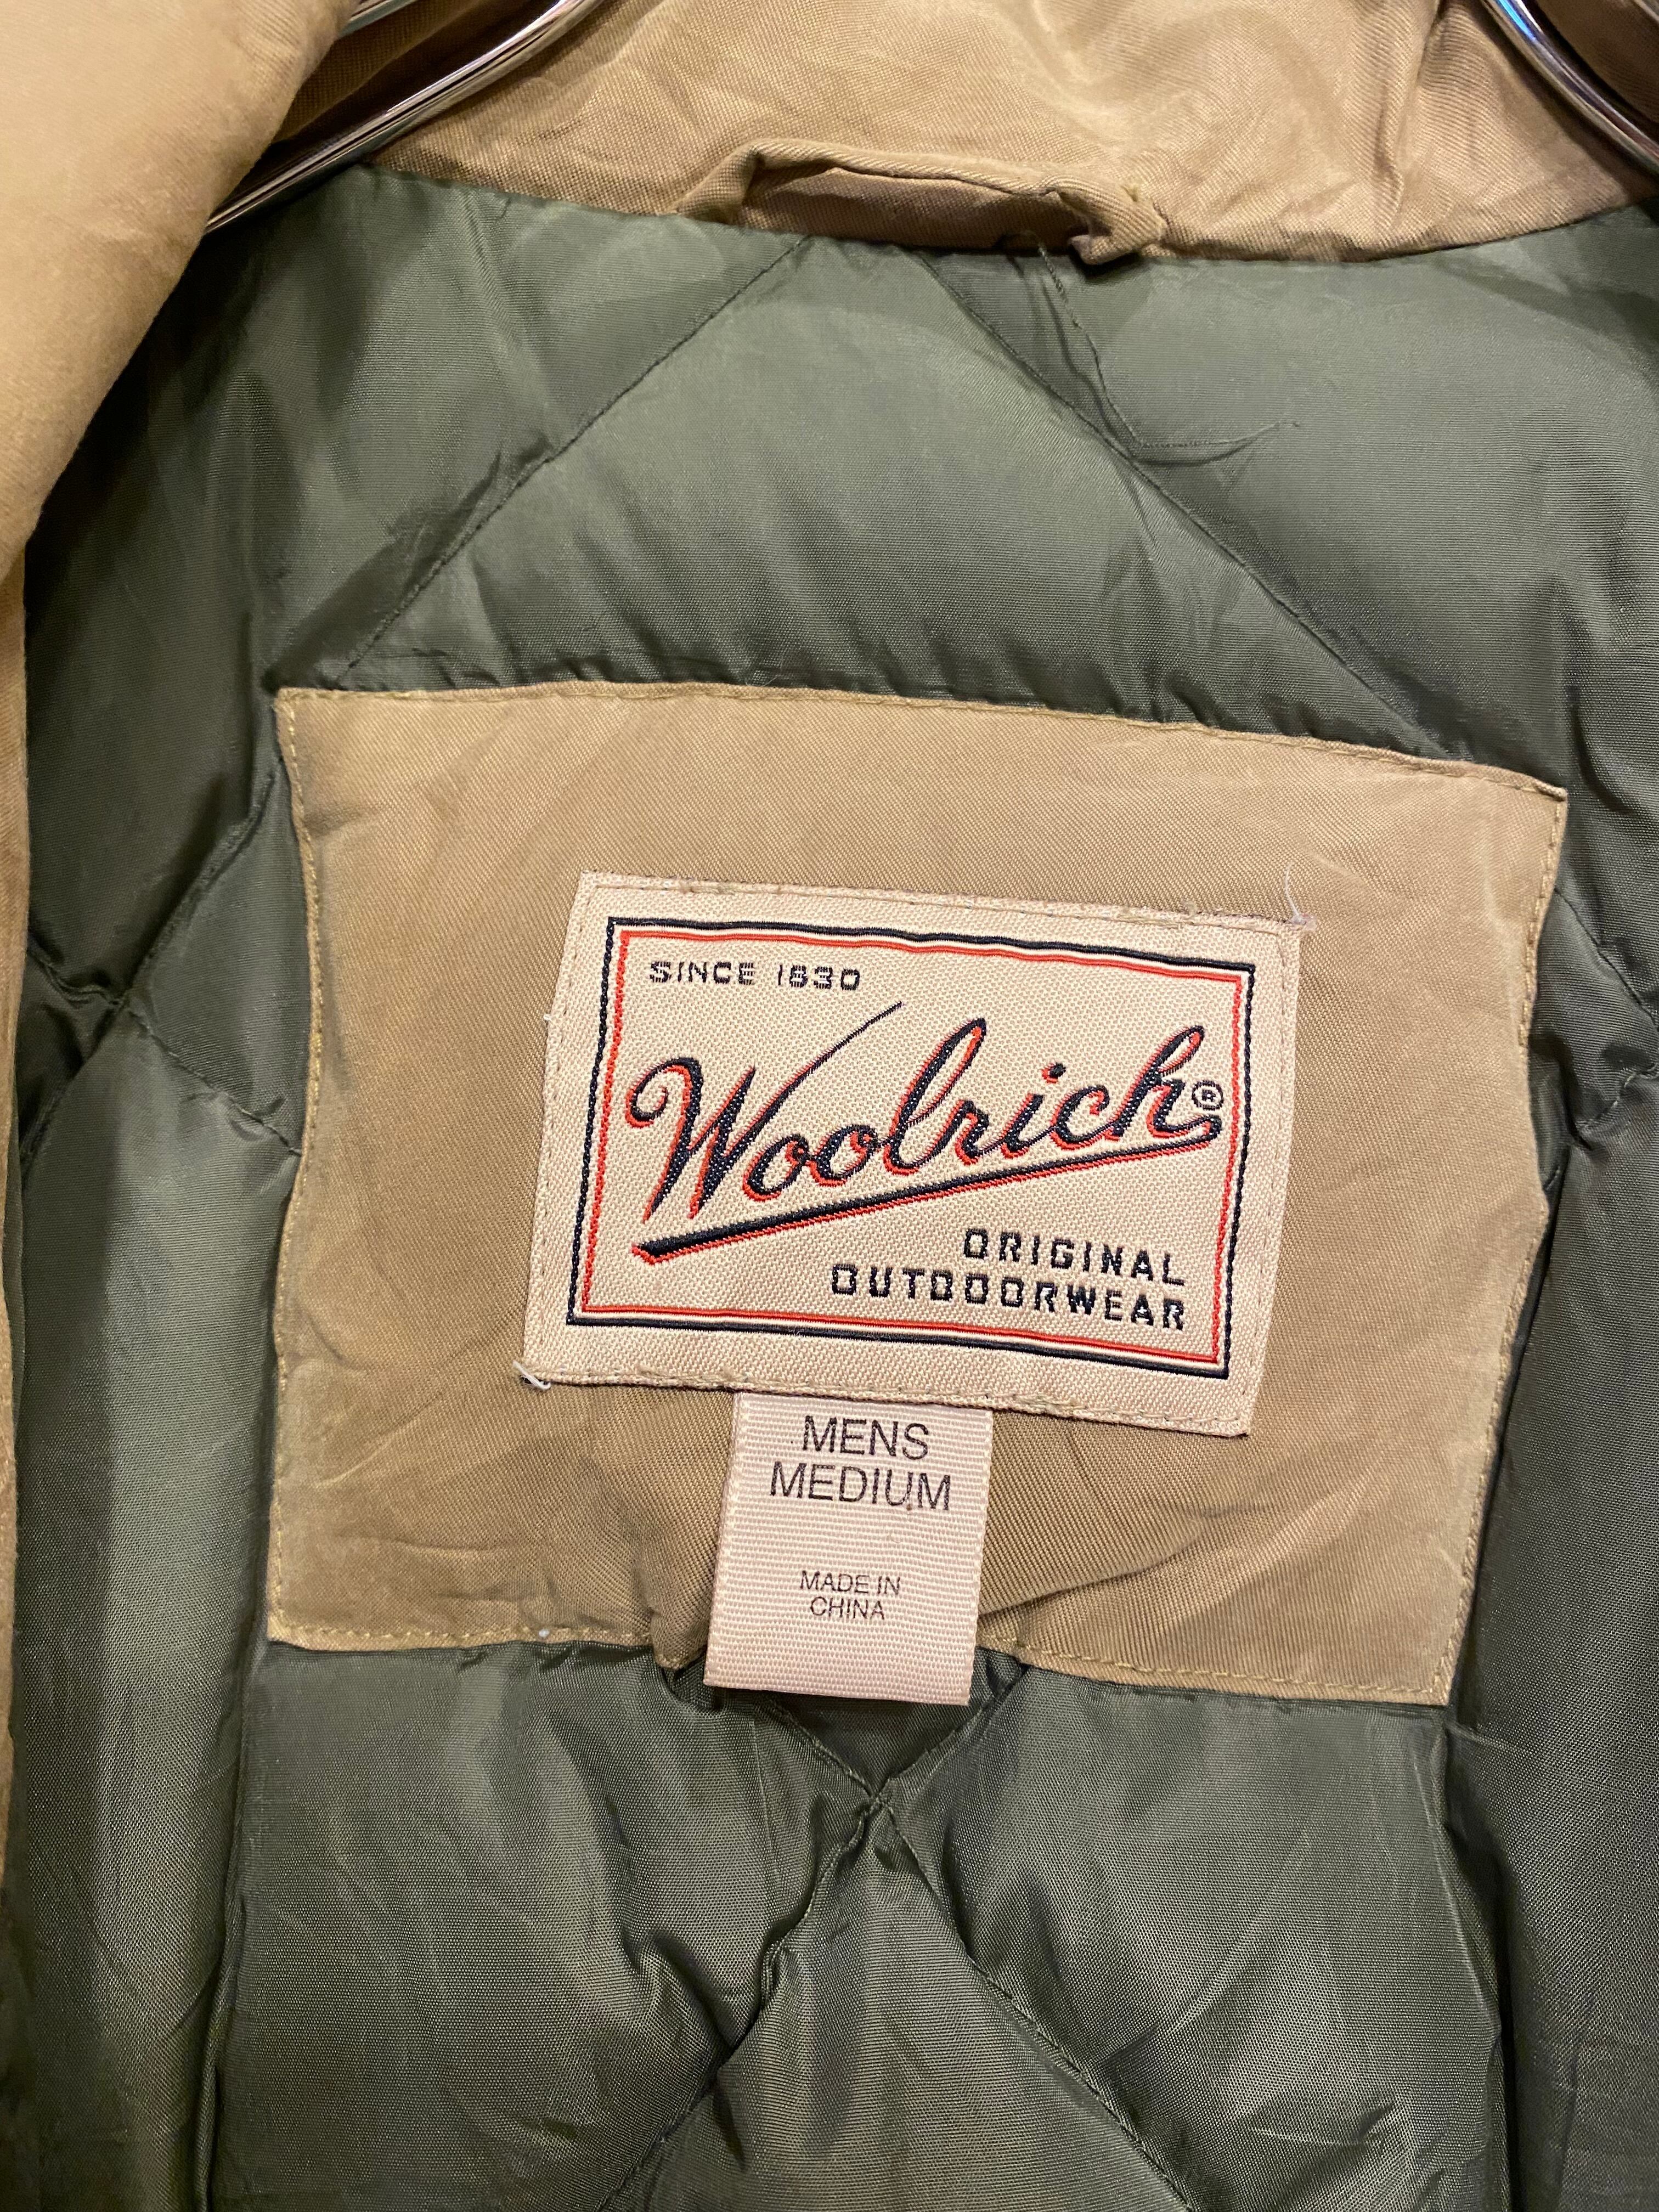 SINCE 1830
Woolrich®
ORIGINAL
OUTDOORWEAR
MENS
MEDIUM
MADE IN
CHINA